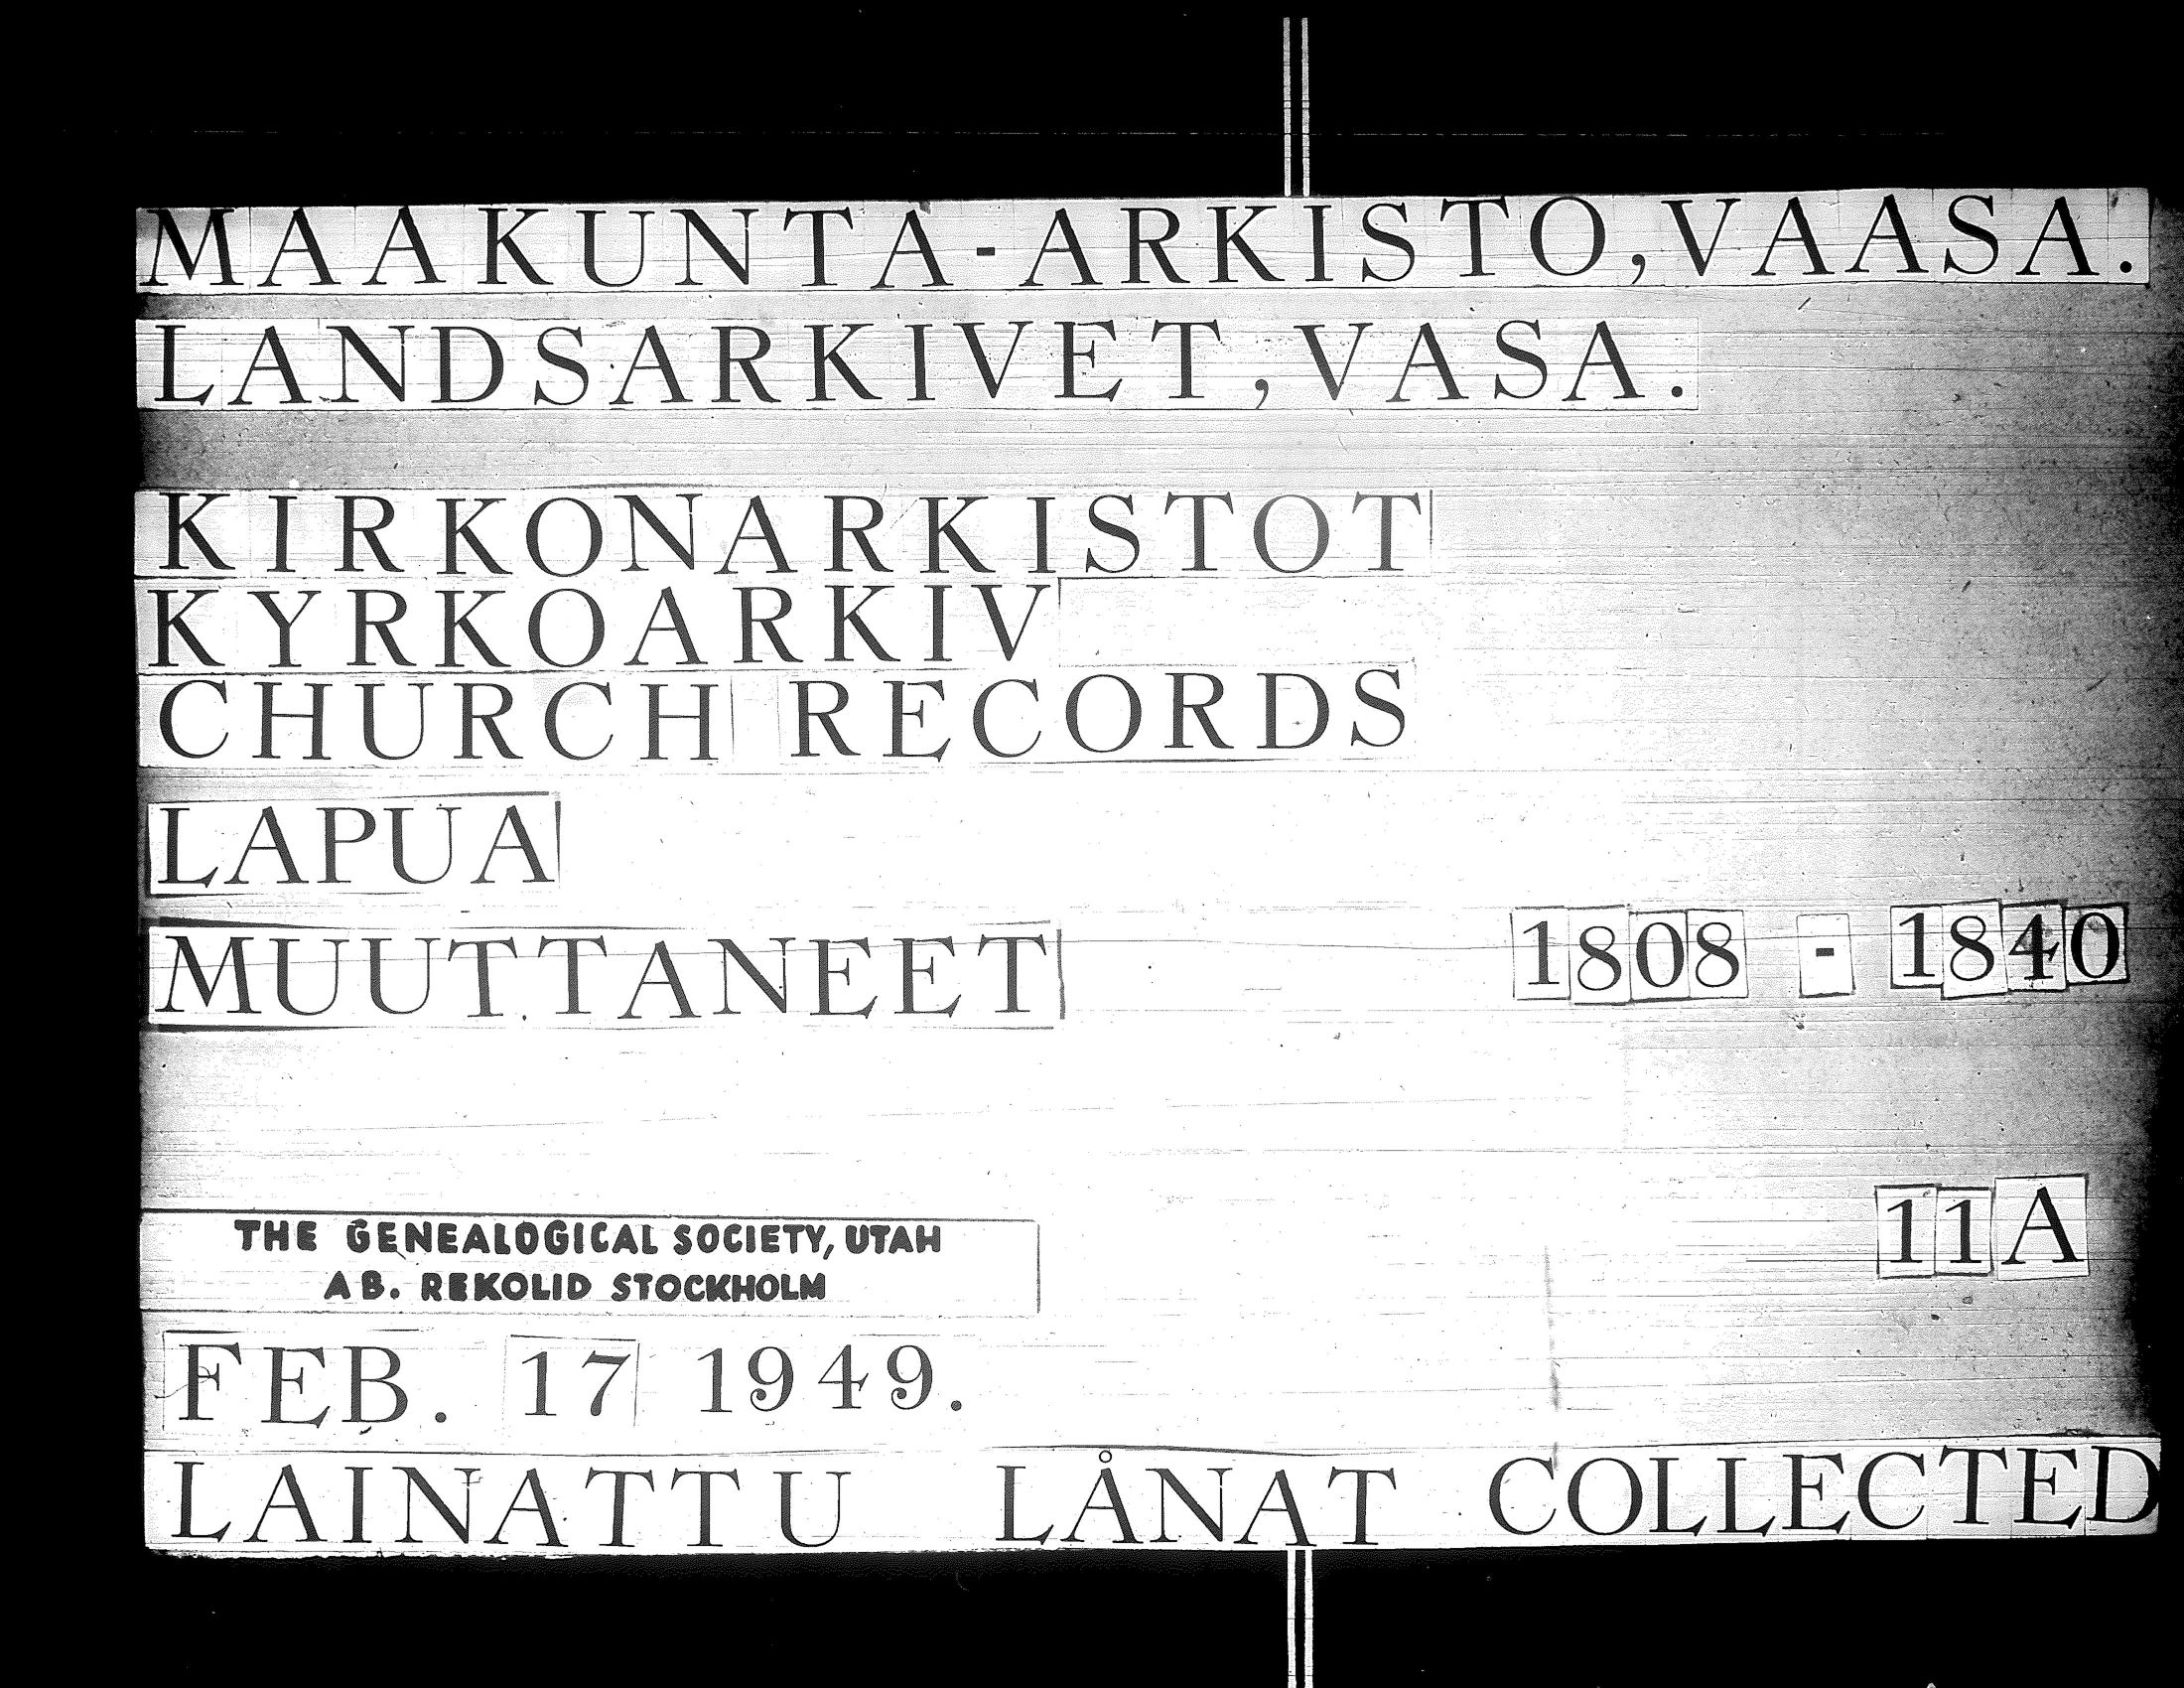 MAAKUNTA-ARKISTO, VAASA.
LANDSARKIVET, VASA.
KIRKONARKISTOT
KYRKOARKIV
CHURCH RECORDS
LAPUA
MUUTTANEET 1808 - 1840
11A
THE GENEALOGICAL SOCIETY, UTAH
AB. REKOLID STOCKHOLM
FEB. 17 1949.
LAINATTU LÅNAT COLLECTED